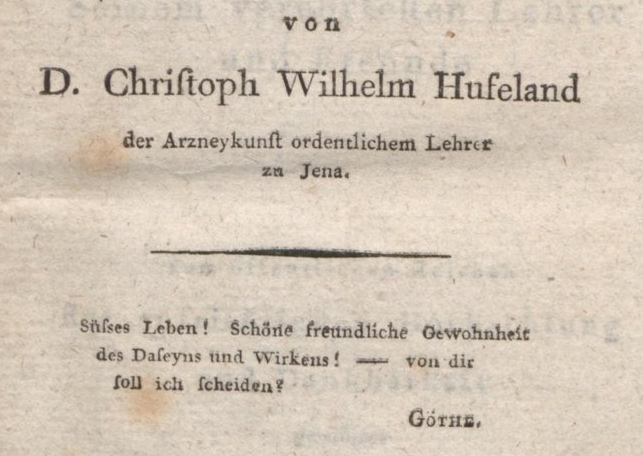 von
D. Chriſtoph Wilhelm Hufeland
der Arzneykunſt ordentlichem Lehrer
zu Jena.
Süſses Leben! Schöne freundliche Gewohnheit
des Daſeyns und Wirkens! — von dir
ſoll ich ſcheiden?
Göthe.